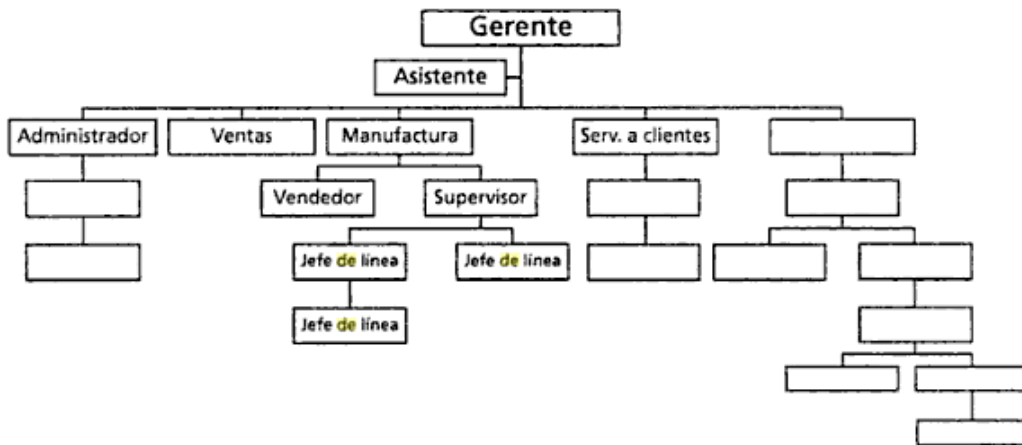 Gerente
Asistente
Administrador
Ventas
Manufactura
Serv. a clientes
Vendedor
Supervisor
Jefe de línea
Jefe de línea
Jefe de línea